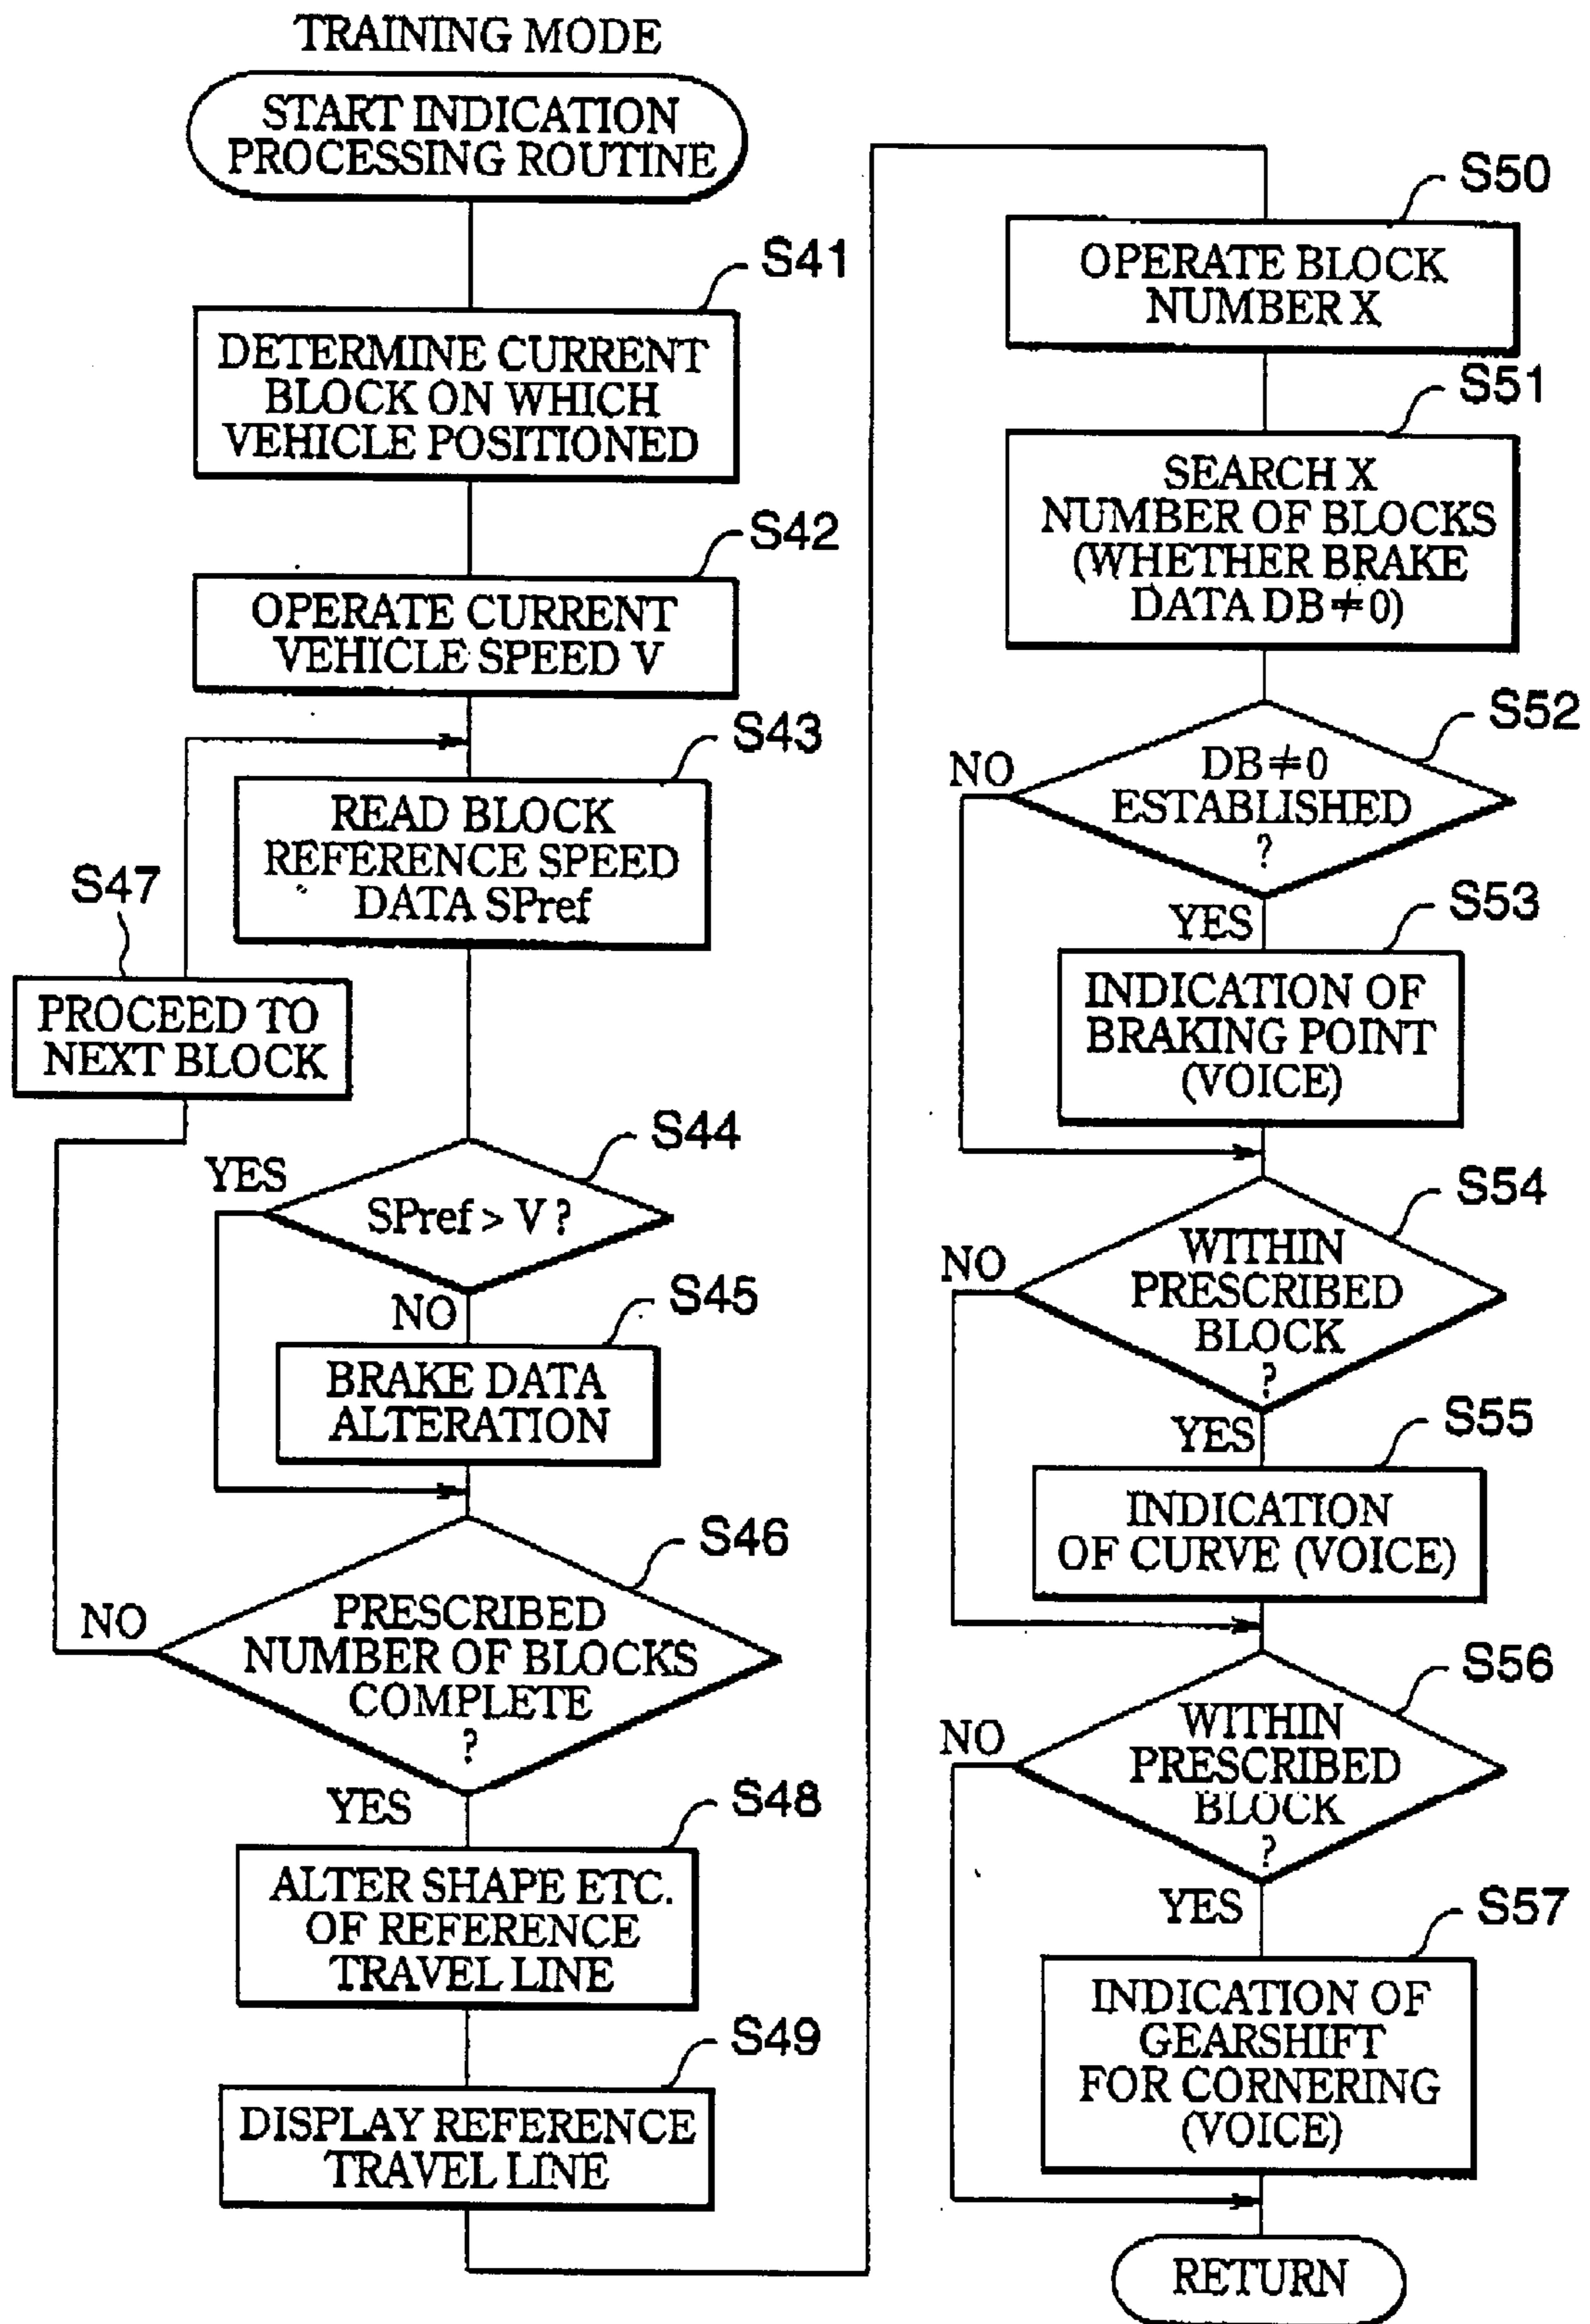 TRAINING MODE
START INDICATION
PROCESSING ROUTINE
S41
DETERMINE CURRENT
BLOCK ON WHICH
VEHICLE POSITIONED
S42
OPERATE CURRENT
VEHICLE SPEED V
S43
READ BLOCK
REFERENCE SPEED
DATA SPref
S47
PROCEED TO
NEXT BLOCK
S44
YES
SPref > V ?
NO
S45
BRAKE DATA
ALTERATION
S46
NO
PRESCRIBED
NUMBER OF BLOCKS
COMPLETE
?
YES
S48
ALTER SHAPE ETC.
OF REFERENCE
TRAVEL LINE
S49
DISPLAY REFERENCE
TRAVEL LINE
S50
OPERATE BLOCK
NUMBER X
S51
SEARCH X
NUMBER OF BLOCKS
(WHETHER BRAKE
DATA DB≠0)
S52
NO
DB≠0
ESTABLISHED
?
YES
S53
INDICATION OF
BRAKING POINT
(VOICE)
S54
NO
WITHIN
PRESCRIBED
BLOCK
?
YES
S55
INDICATION
OF CURVE (VOICE)
S56
NO
WITHIN
PRESCRIBED
BLOCK
?
YES
S57
INDICATION OF
GEARSHIFT
FOR CORNERING
(VOICE)
RETURN